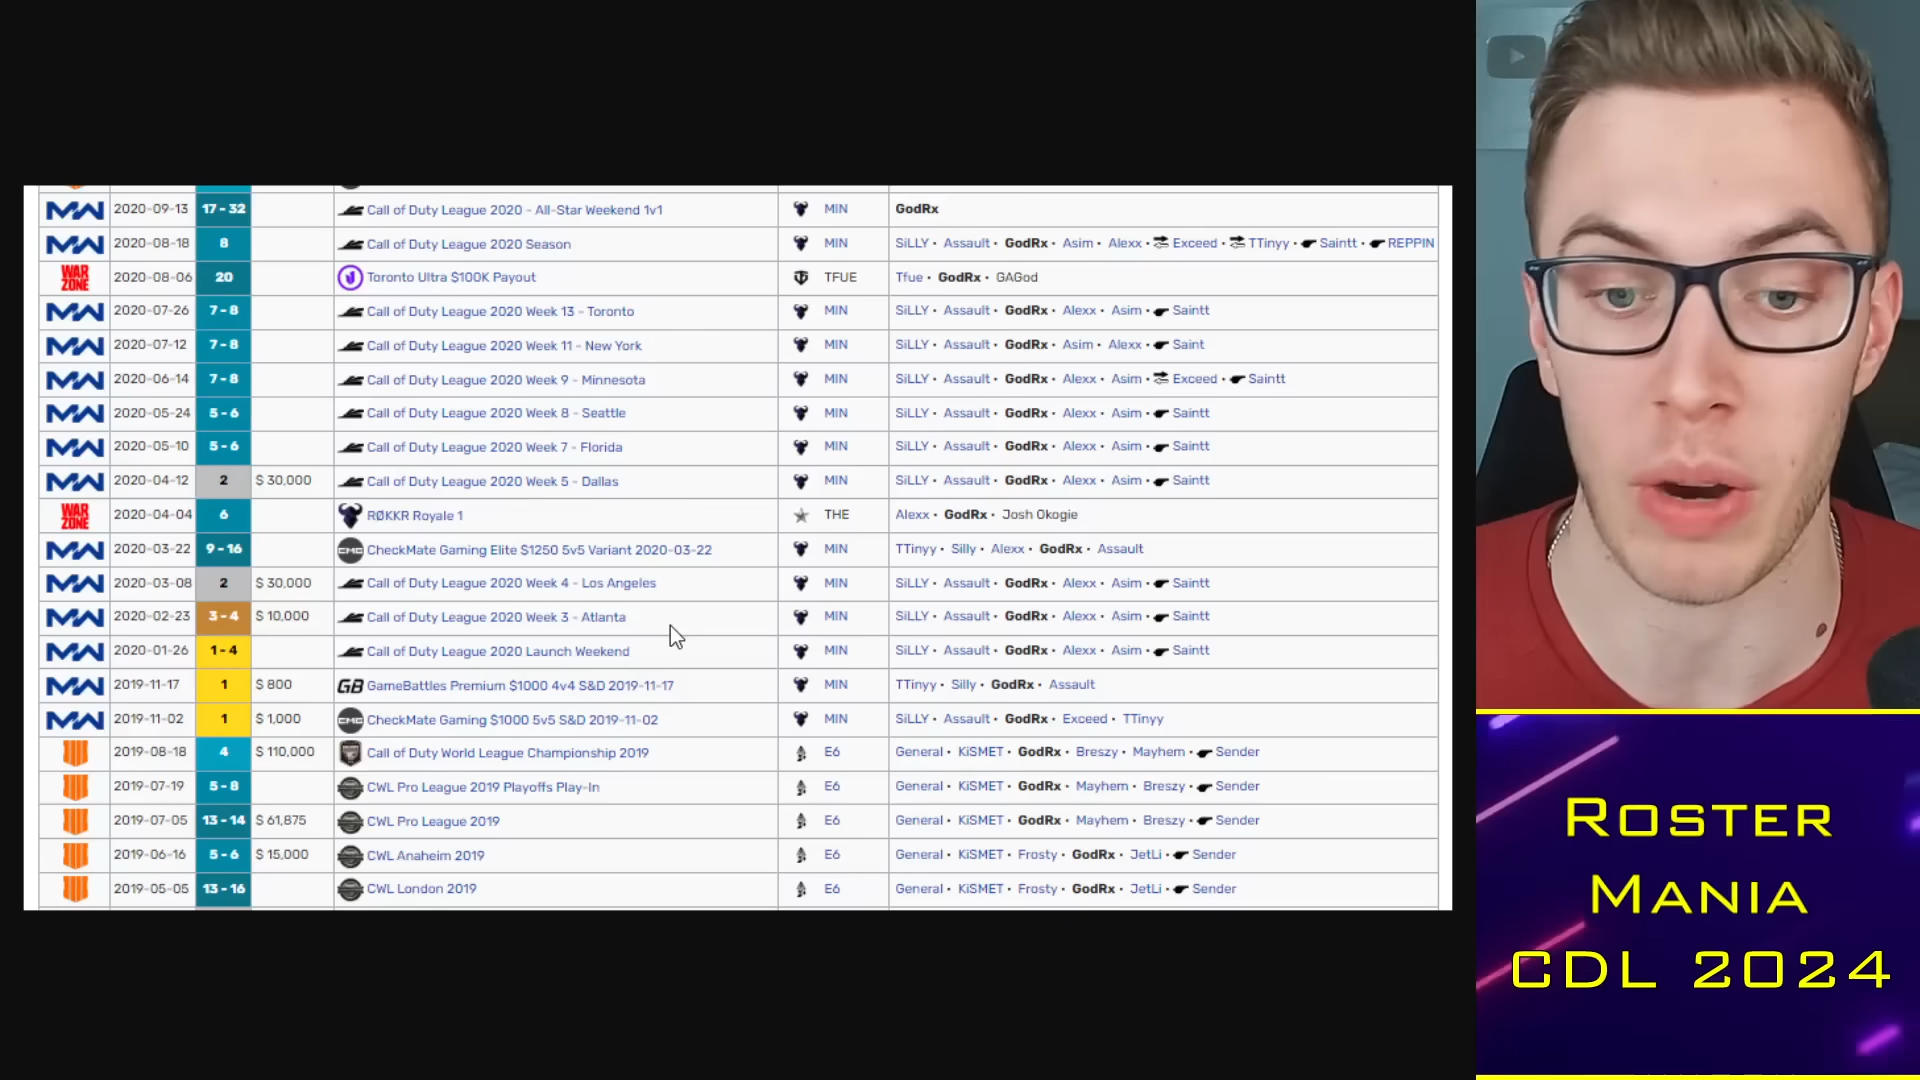 MW 2020-09-13 17 - 32 Call of Duty League 2020 - All-Star Weekend 1v1 MIN GodRx
MW 2020-08-18 8 Call of Duty League 2020 Season MIN SiLLY • Assault • GodRx • Asim • Alexx • Exceed • TTinyy • Saintt • REPPIN
WAR ZONE 2020-08-06 20 Toronto Ultra $100K Payout TFUE Tfue • GodRx • GAGod
MW 2020-07-26 7 - 8 Call of Duty League 2020 Week 13 - Toronto MIN SiLLY • Assault • GodRx • Alexx • Asim • Saintt
MW 2020-07-12 7 - 8 Call of Duty League 2020 Week 11 - New York MIN SiLLY • Assault • GodRx • Asim • Alexx • Saint
MW 2020-06-14 7 - 8 Call of Duty League 2020 Week 9 - Minnesota MIN SiLLY • Assault • GodRx • Alexx • Asim • Exceed • Saintt
MW 2020-05-24 5 - 6 Call of Duty League 2020 Week 8 - Seattle MIN SiLLY • Assault • GodRx • Alexx • Asim • Saintt
MW 2020-05-10 5 - 6 Call of Duty League 2020 Week 7 - Florida MIN SiLLY • Assault • GodRx • Alexx • Asim • Saintt
MW 2020-04-12 2 $ 30,000 Call of Duty League 2020 Week 5 - Dallas MIN SiLLY • Assault • GodRx • Alexx • Asim • Saintt
WAR ZONE 2020-04-04 6 RØKKR Royale 1 THE Alexx • GodRx • Josh Okogie
MW 2020-03-22 9 - 16 CMG CheckMate Gaming Elite $1250 5v5 Variant 2020-03-22 MIN TTinyy • Silly • Alexx • GodRx • Assault
MW 2020-03-08 2 $ 30,000 Call of Duty League 2020 Week 4 - Los Angeles MIN SiLLY • Assault • GodRx • Alexx • Asim • Saintt
MW 2020-02-23 3 - 4 $ 10,000 Call of Duty League 2020 Week 3 - Atlanta MIN SiLLY • Assault • GodRx • Alexx • Asim • Saintt
MW 2020-01-26 1 - 4 Call of Duty League 2020 Launch Weekend MIN SiLLY • Assault • GodRx • Alexx • Asim • Saintt
MW 2019-11-17 1 $ 800 GB GameBattles Premium $1000 4v4 S&D 2019-11-17 MIN TTinyy • Silly • GodRx • Assault
MW 2019-11-02 1 $ 1,000 CMG CheckMate Gaming $1000 5v5 S&D 2019-11-02 MIN SiLLY • Assault • GodRx • Exceed • TTinyy
2019-08-18 4 $ 110,000 Call of Duty World League Championship 2019 E6 General • KiSMET • GodRx • Breszy • Mayhem • Sender
2019-07-19 5 - 8 CWL Pro League 2019 Playoffs Play-In E6 General • KiSMET • GodRx • Mayhem • Breszy • Sender
2019-07-05 13 - 14 $ 61,875 CWL Pro League 2019 E6 General • KiSMET • GodRx • Mayhem • Breszy • Sender
2019-06-16 5 - 6 $ 15,000 CWL Anaheim 2019 E6 General • KiSMET • Frosty • GodRx • JetLi • Sender
2019-05-05 13 - 16 CWL London 2019 E6 General • KiSMET • Frosty • GodRx • JetLi • Sender
ROSTER
MANIA
CDL 2024